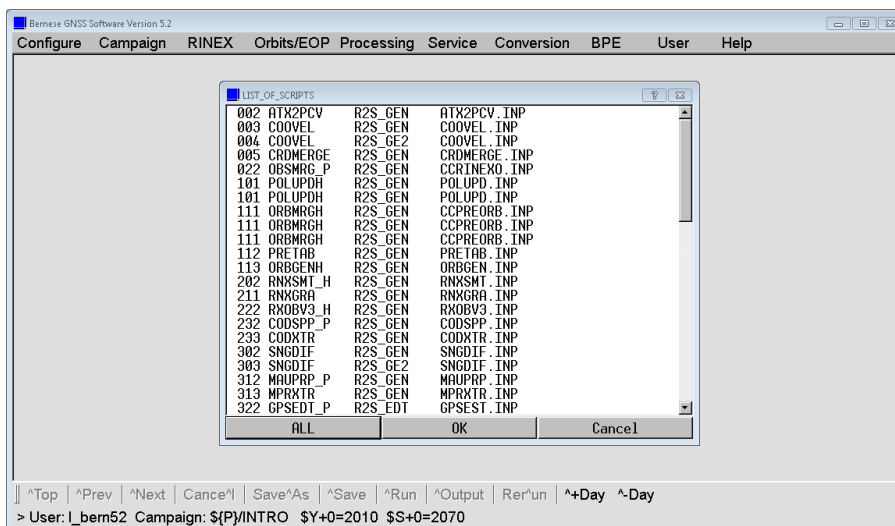 Bernese GNSS Software Version 5.2
Configure Campaign RINEX Orbits/EOP Processing Service Conversion BPE User Help
LIST_OF_SCRIPTS
002 ATX2PCV R2S_GEN ATX2PCV.INP
003 COOVEL R2S_GEN COOVEL.INP
004 COOVEL R2S_GE2 COOVEL.INP
005 CRDMERGE R2S_GEN CRDMERGE.INP
022 OBSMRG_P R2S_GEN CCRINEXO.INP
101 POLUPDH R2S_GEN POLUPD.INP
101 POLUPDH R2S_GEN POLUPD.INP
111 ORBMRGH R2S_GEN CCPREORB.INP
111 ORBMRGH R2S_GEN CCPREORB.INP
111 ORBMRGH R2S_GEN CCPREORB.INP
112 PRETAB R2S_GEN PRETAB.INP
113 ORBGENH R2S_GEN ORBGEN.INP
202 RNXSMT_H R2S_GEN RNXSMT.INP
211 RNXGRA R2S_GEN RNXGRA.INP
222 RXOBV3_H R2S_GEN RXOBV3.INP
232 CODSPP_P R2S_GEN CODSPP.INP
233 CODXTR R2S_GEN CODXTR.INP
302 SNGDIF R2S_GEN SNGDIF.INP
303 SNGDIF R2S_GE2 SNGDIF.INP
312 MAUPRP_P R2S_GEN MAUPRP.INP
313 MPRXTR R2S_GEN MPRXTR.INP
322 GPSEDT_P R2S_EDT GPSEST.INP
ALL OK Cancel
^Top ^Prev ^Next Cance^l Save^As ^Save ^Run ^Output Rer^un ^+Day ^-Day
> User: l_bern52 Campaign: ${P}/INTRO $Y+0=2010 $S+0=2070